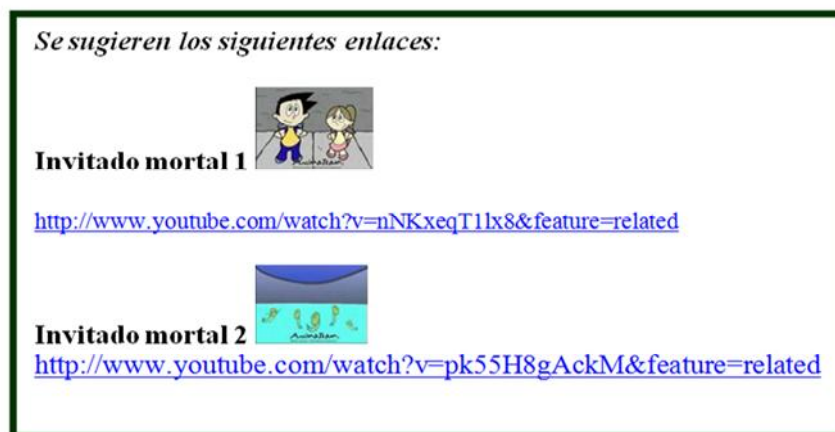 Se sugieren los siguientes enlaces:
Invitado mortal 1
http://www.youtube.com/watch?v=nNKxeqT1lx8&feature=related
Invitado mortal 2
http://www.youtube.com/watch?v=pk55H8gAckM&feature=related